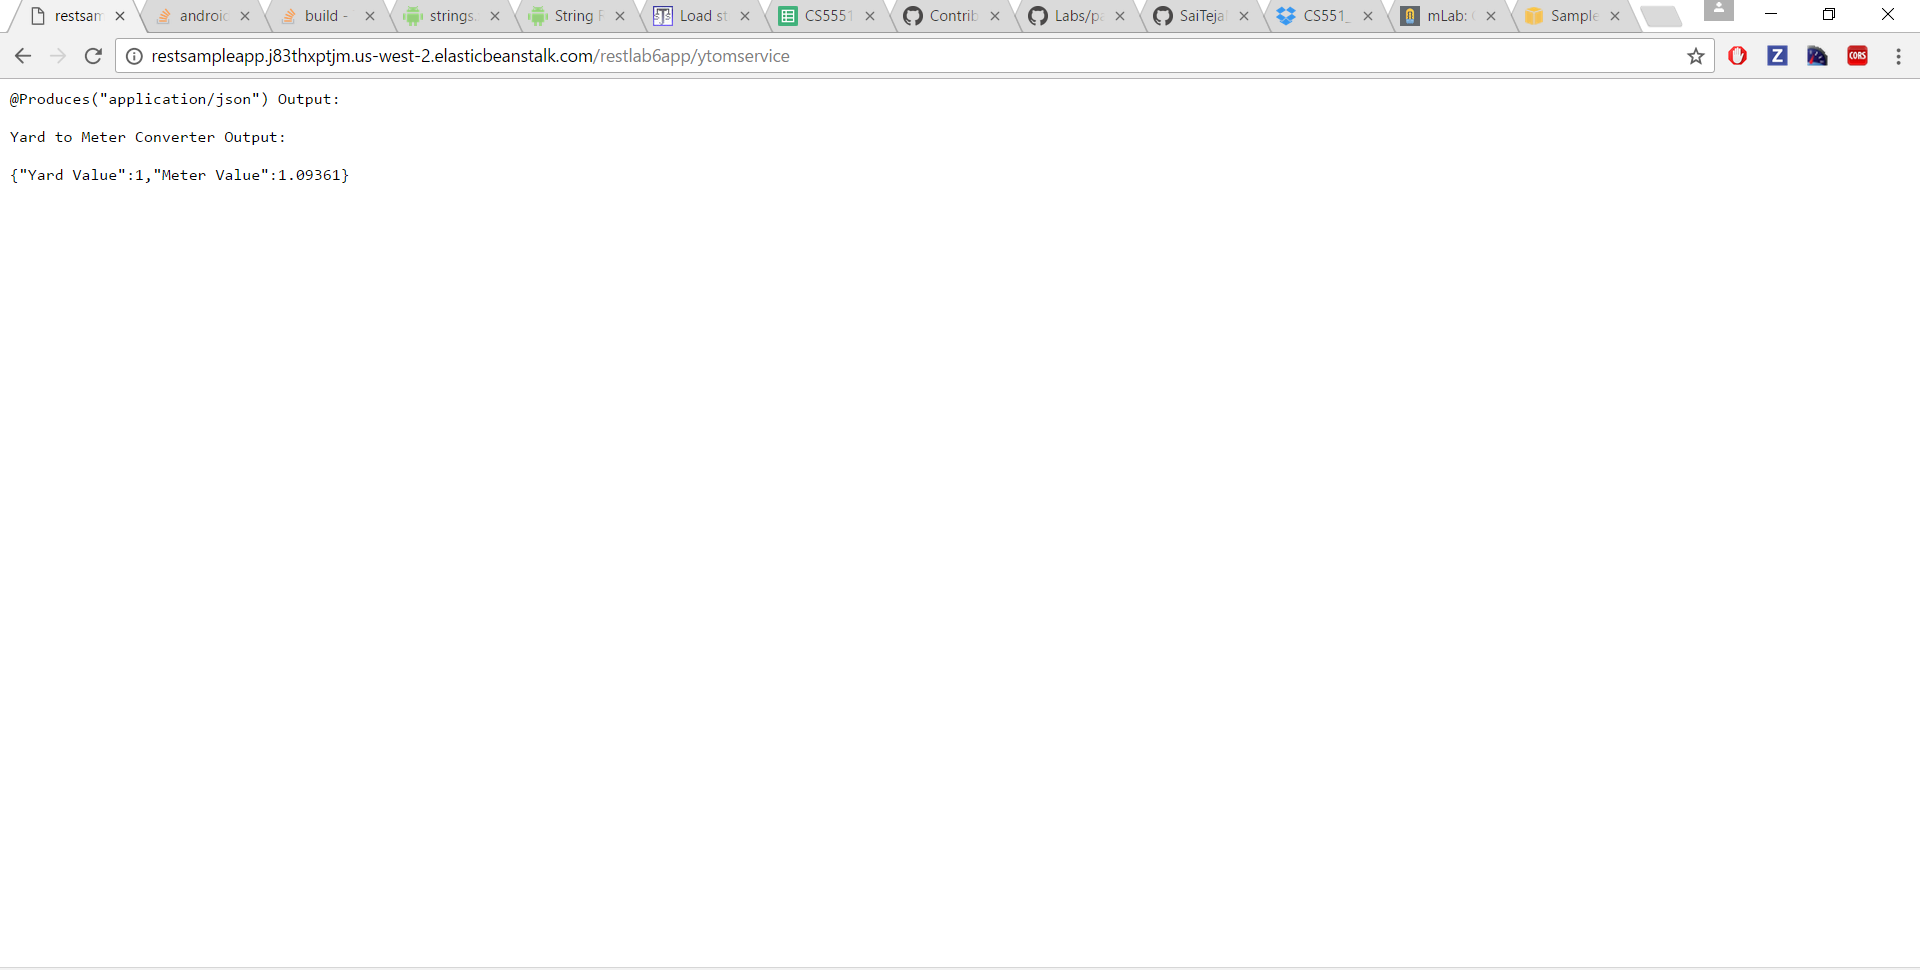 restsam
android
build -
strings.
String R
Load st
CS5551
Contrib
Labs/pa
SaiTeja
CS551_
mLab:
Sample
restsampleapp.j83thxptjm.us-west-2.elasticbeanstalk.com/restlab6app/ytomservice
Z
CORS
@Produces("application/json") Output:
Yard to Meter Converter Output:
{"Yard Value":1,"Meter Value":1.09361}